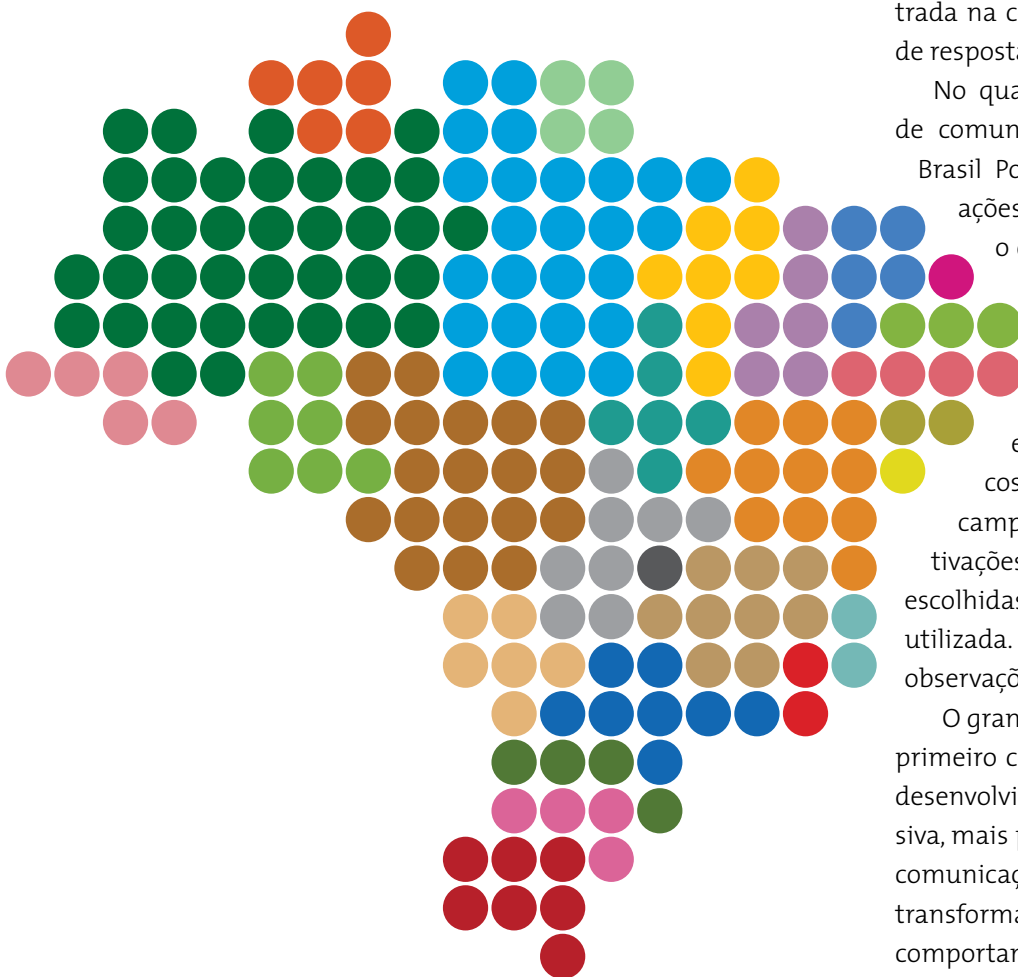 trada na c
de resposta
No qua
de comun
Brasil Po
ações
o
e
cos
camp
tivações
escolhidas
utilizada.
observaçõ
O gran
primeiro c
desenvolvi
siva, mais
comunicaç
transforma
comportan